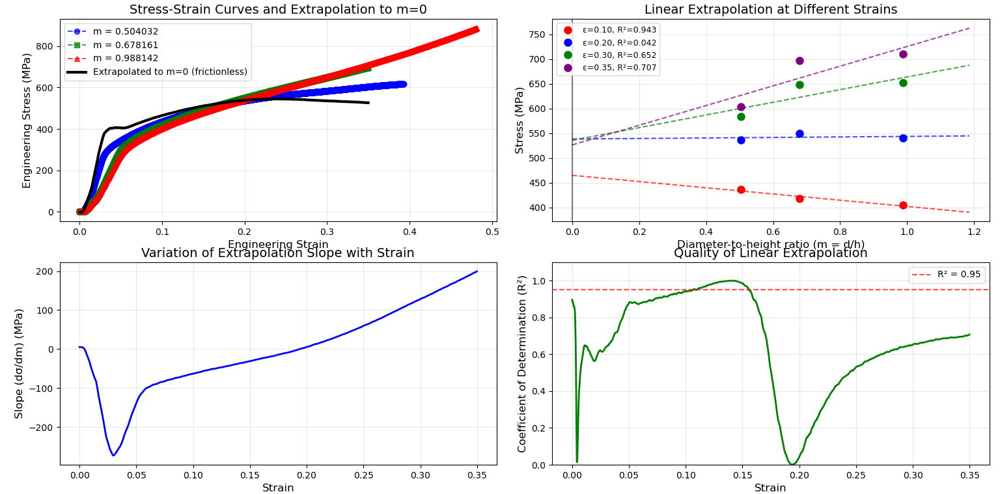 Stress-Strain Curves and Extrapolation to m=0
Engineering Stress (MPa)
800
600
400
200
0
m = 0.504032
m = 0.678161
m = 0.988142
Extrapolated to m=0 (frictionless)
0.0 0.1 0.2 0.3 0.4 0.5
Engineering Strain
Linear Extrapolation at Different Strains
Stress (MPa)
750
700
650
600
550
500
450
400
ε=0.10, R²=0.943
ε=0.20, R²=0.042
ε=0.30, R²=0.652
ε=0.35, R²=0.707
0.0 0.2 0.4 0.6 0.8 1.0 1.2
Diameter-to-height ratio (m = d/h)
Variation of Extrapolation Slope with Strain
Slope (dσ/dm) (MPa)
200
100
0
−100
−200
0.00 0.05 0.10 0.15 0.20 0.25 0.30 0.35
Strain
Quality of Linear Extrapolation
Coefficient of Determination (R²)
1.0
0.8
0.6
0.4
0.2
0.0
R² = 0.95
0.00 0.05 0.10 0.15 0.20 0.25 0.30 0.35
Strain